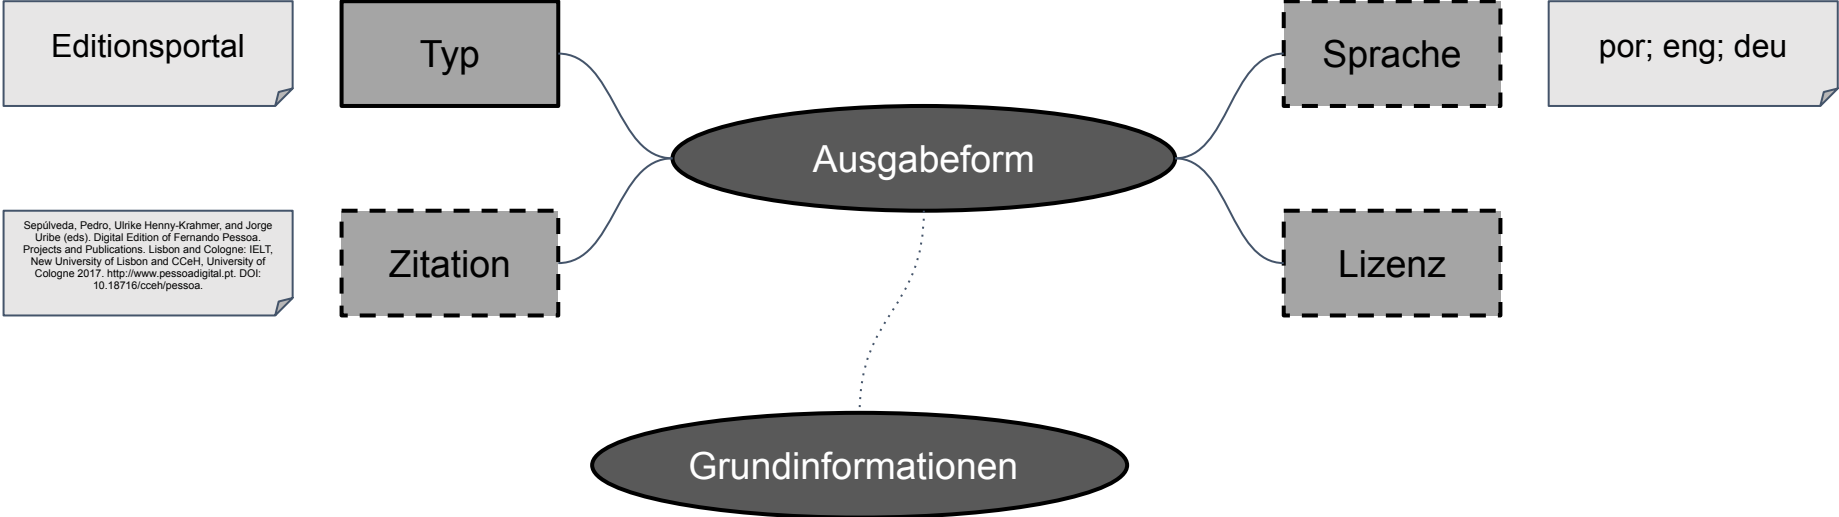 Editionsportal
Typ
Sprache
por; eng; deu
Ausgabeform
Sepúlveda, Pedro, Ulrike Henny-Krahmer, and Jorge
Uribe (eds). Digital Edition of Fernando Pessoa.
Projects and Publications. Lisbon and Cologne: IELT,
New University of Lisbon and CCeH, University of
Cologne 2017. http://www.pessoadigital.pt. DOI:
10.18716/cceh/pessoa.
Zitation
Lizenz
Grundinformationen